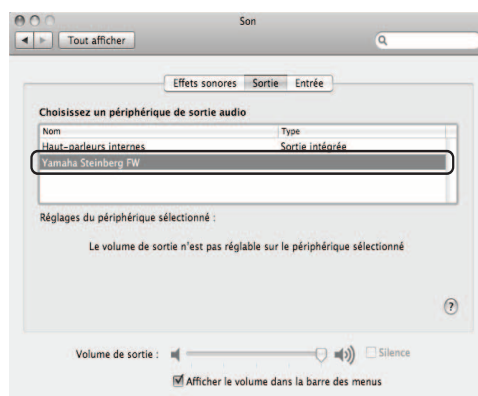 Son
Tout afficher
Effets sonores Sortie Entrée
Choisissez un périphérique de sortie audio
Nom Type
Haut-parleurs internes Sortie intégrée
Yamaha Steinberg FW
Réglages du périphérique sélectionné :
Le volume de sortie n'est pas réglable sur le périphérique sélectionné
?
Volume de sortie : Silence
Afficher le volume dans la barre des menus